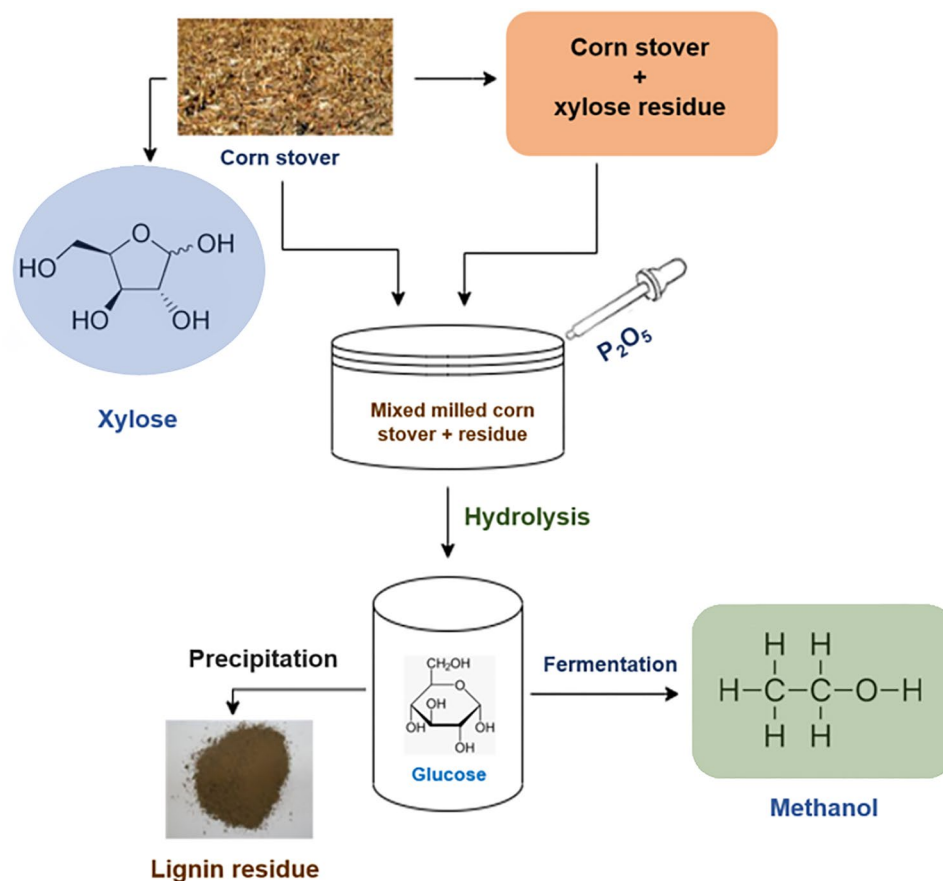 Corn stover
+
xylose residue
Corn stover
O
OH
HO
HO
OH
Xylose
P₂O₅
Mixed milled corn
stover + residue
Hydrolysis
Precipitation
CH₂OH
O
OH
OH
OH
OH
Glucose
Fermentation
H H
H–C–C–O–H
H H
Methanol
Lignin residue